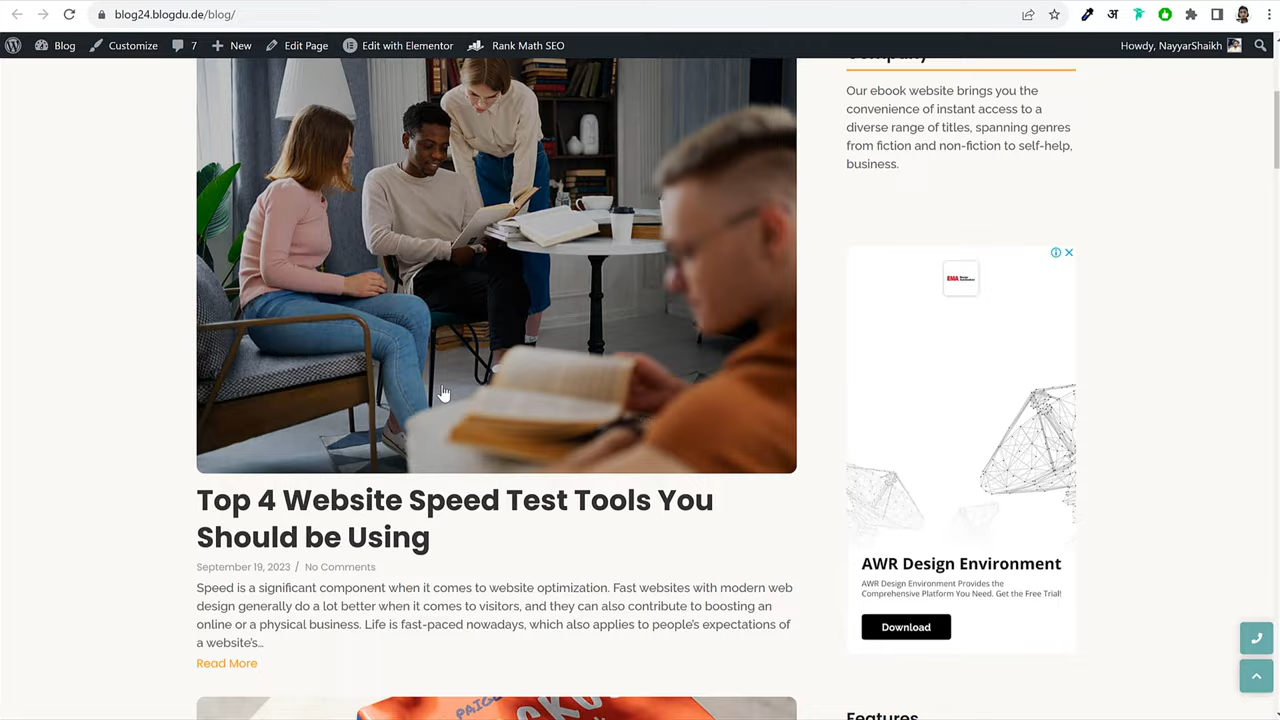 blog24.blogdu.de/blog/
अ
Blog
Customize
7
New
Edit Page
Edit with Elementor
Rank Math SEO
Howdy, NayyarShaikh
Company
Our ebook website brings you the
convenience of instant access to a
diverse range of titles, spanning genres
from fiction and non-fiction to self-help,
business.
EMA
AWR Design Environment
AWR Design Environment Provides the
Comprehensive Platform You Need. Get the Free Trial!
Download
Top 4 Website Speed Test Tools You
Should be Using
September 19, 2023 / No Comments
Speed is a significant component when it comes to website optimization. Fast websites with modern web
design generally do a lot better when it comes to visitors, and they can also contribute to boosting an
online or a physical business. Life is fast-paced nowadays, which also applies to people's expectations of
a website's…
Read More
PAIGE
Features